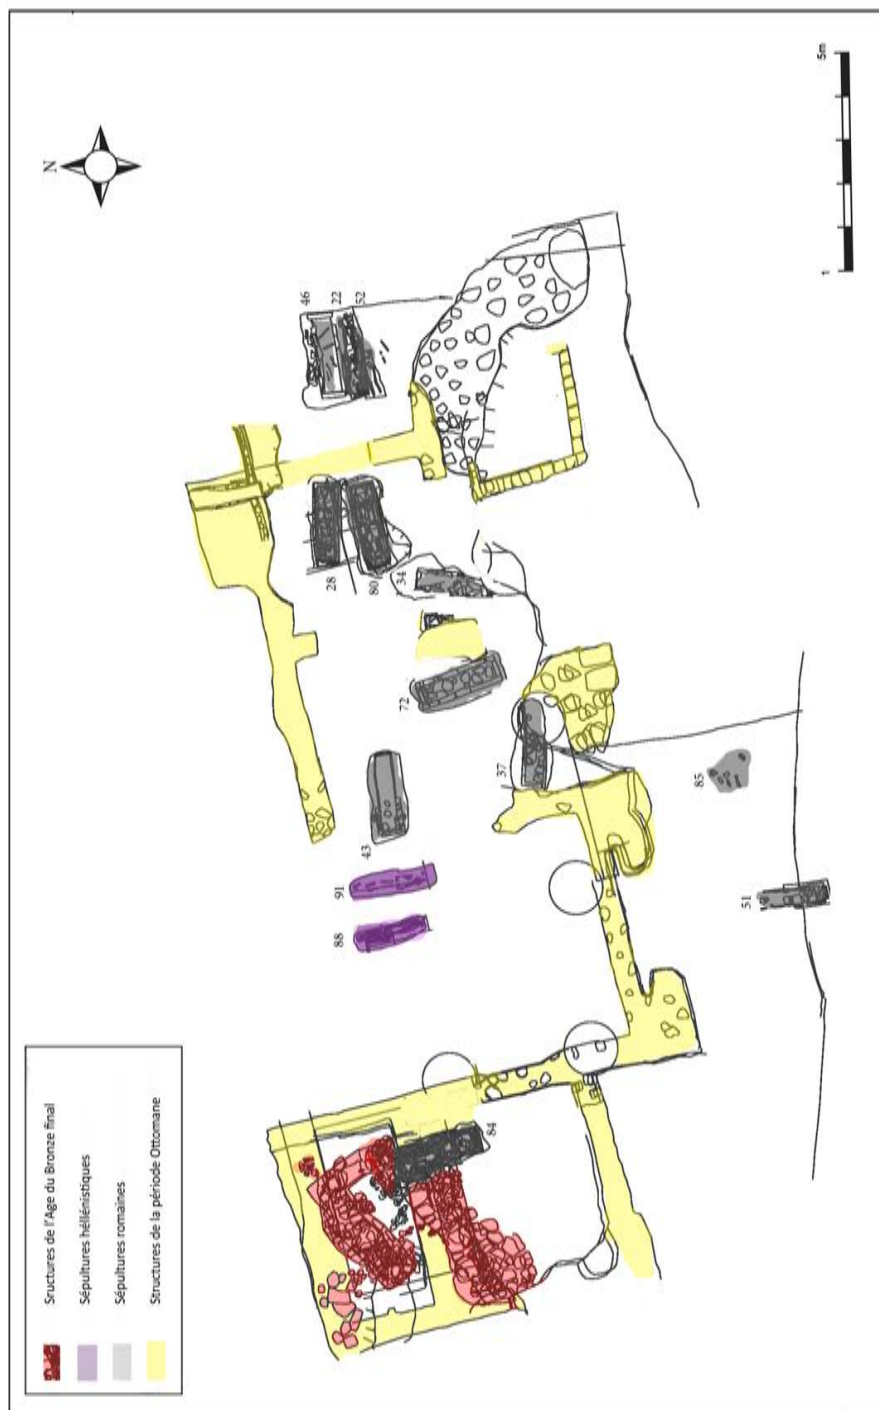 N
5m
1
46
22
52
28
80
34
72
37
43
85
91
88
51
84
Sructures de l'Age du Bronze final
Sépultures héllénistiques
Sépultures romaines
Structures de la période Ottomane